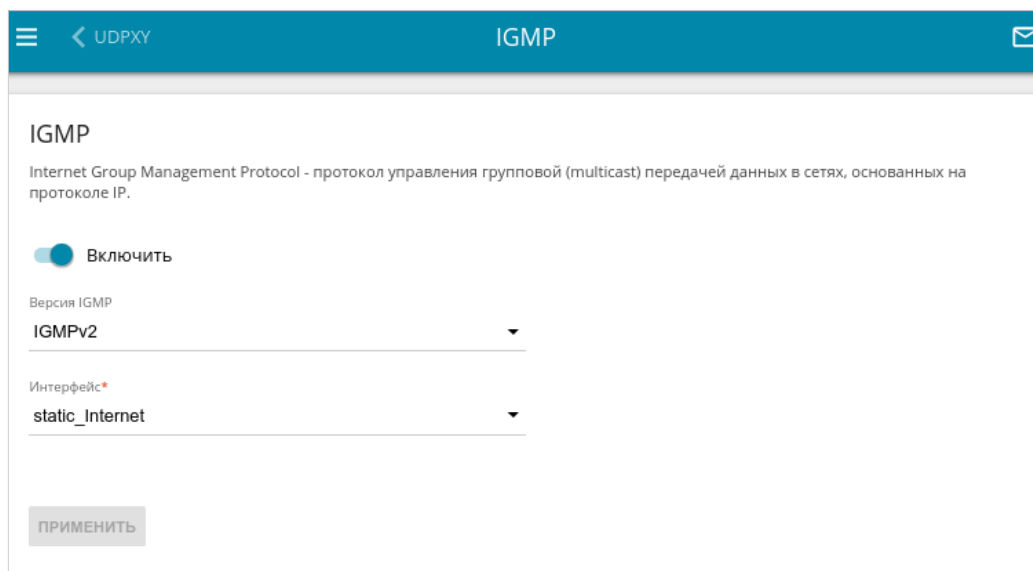 UDPXY
IGMP
IGMP
Internet Group Management Protocol - протокол управления групповой (multicast) передачей данных в сетях, основанных на
протоколе IP.
Включить
Версия IGMP
IGMPv2
Интерфейс*
static_Internet
ПРИМЕНИТЬ